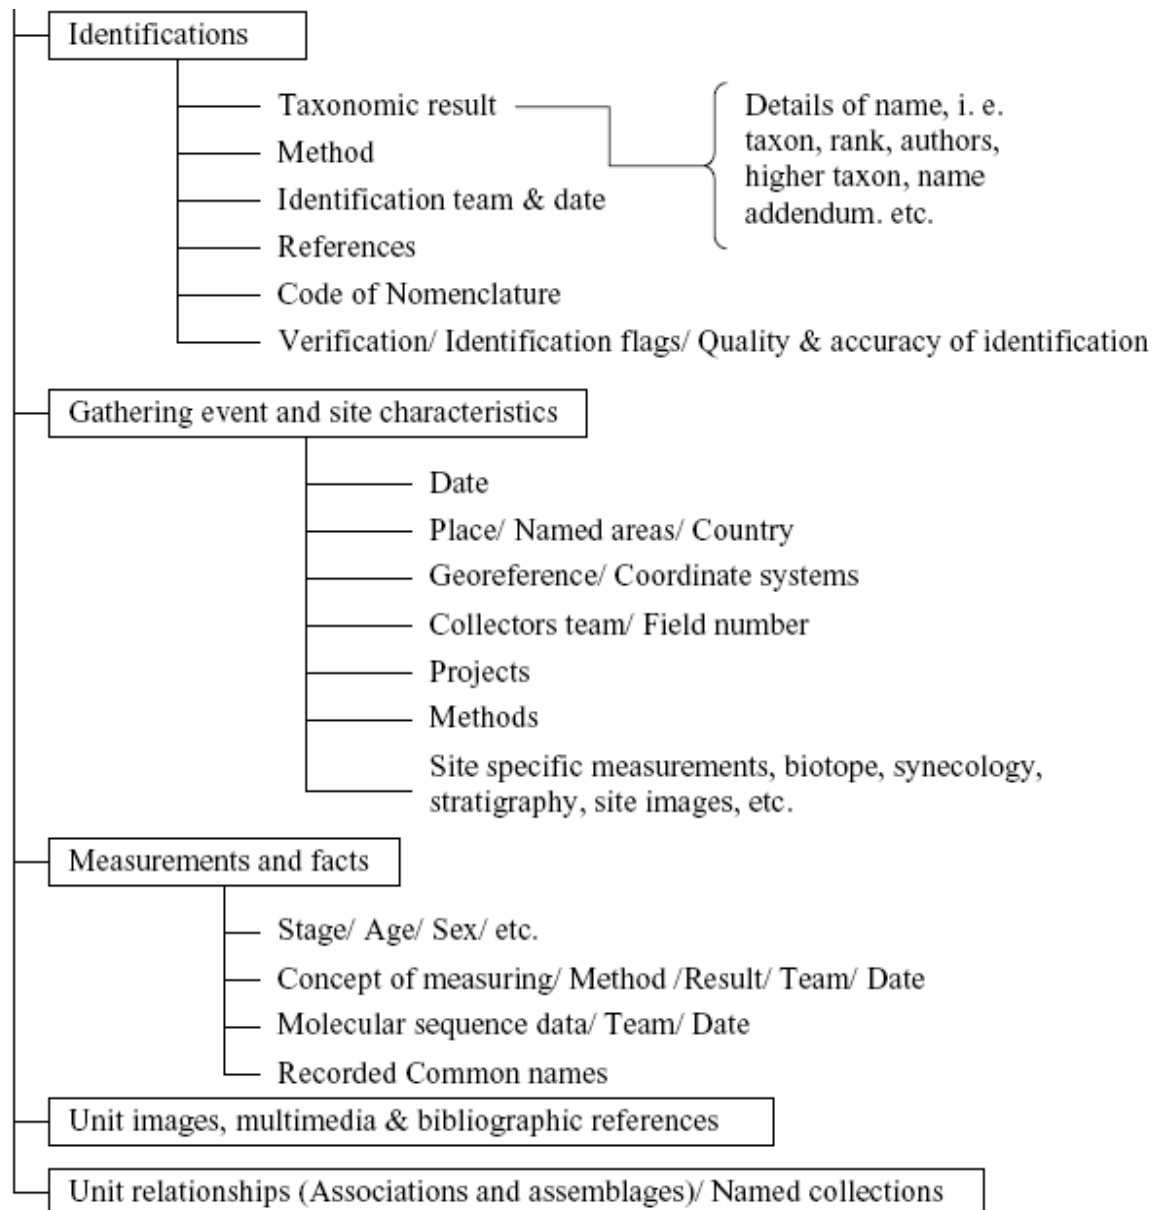 Identifications
Taxonomic result
Details of name, i. e.
taxon, rank, authors,
higher taxon, name
addendum. etc.
Method
Identification team & date
References
Code of Nomenclature
Verification/ Identification flags/ Quality & accuracy of identification
Gathering event and site characteristics
Date
Place/ Named areas/ Country
Georeference/ Coordinate systems
Collectors team/ Field number
Projects
Methods
Site specific measurements, biotope, synecology,
stratigraphy, site images, etc.
Measurements and facts
Stage/ Age/ Sex/ etc.
Concept of measuring/ Method /Result/ Team/ Date
Molecular sequence data/ Team/ Date
Recorded Common names
Unit images, multimedia & bibliographic references
Unit relationships (Associations and assemblages)/ Named collections